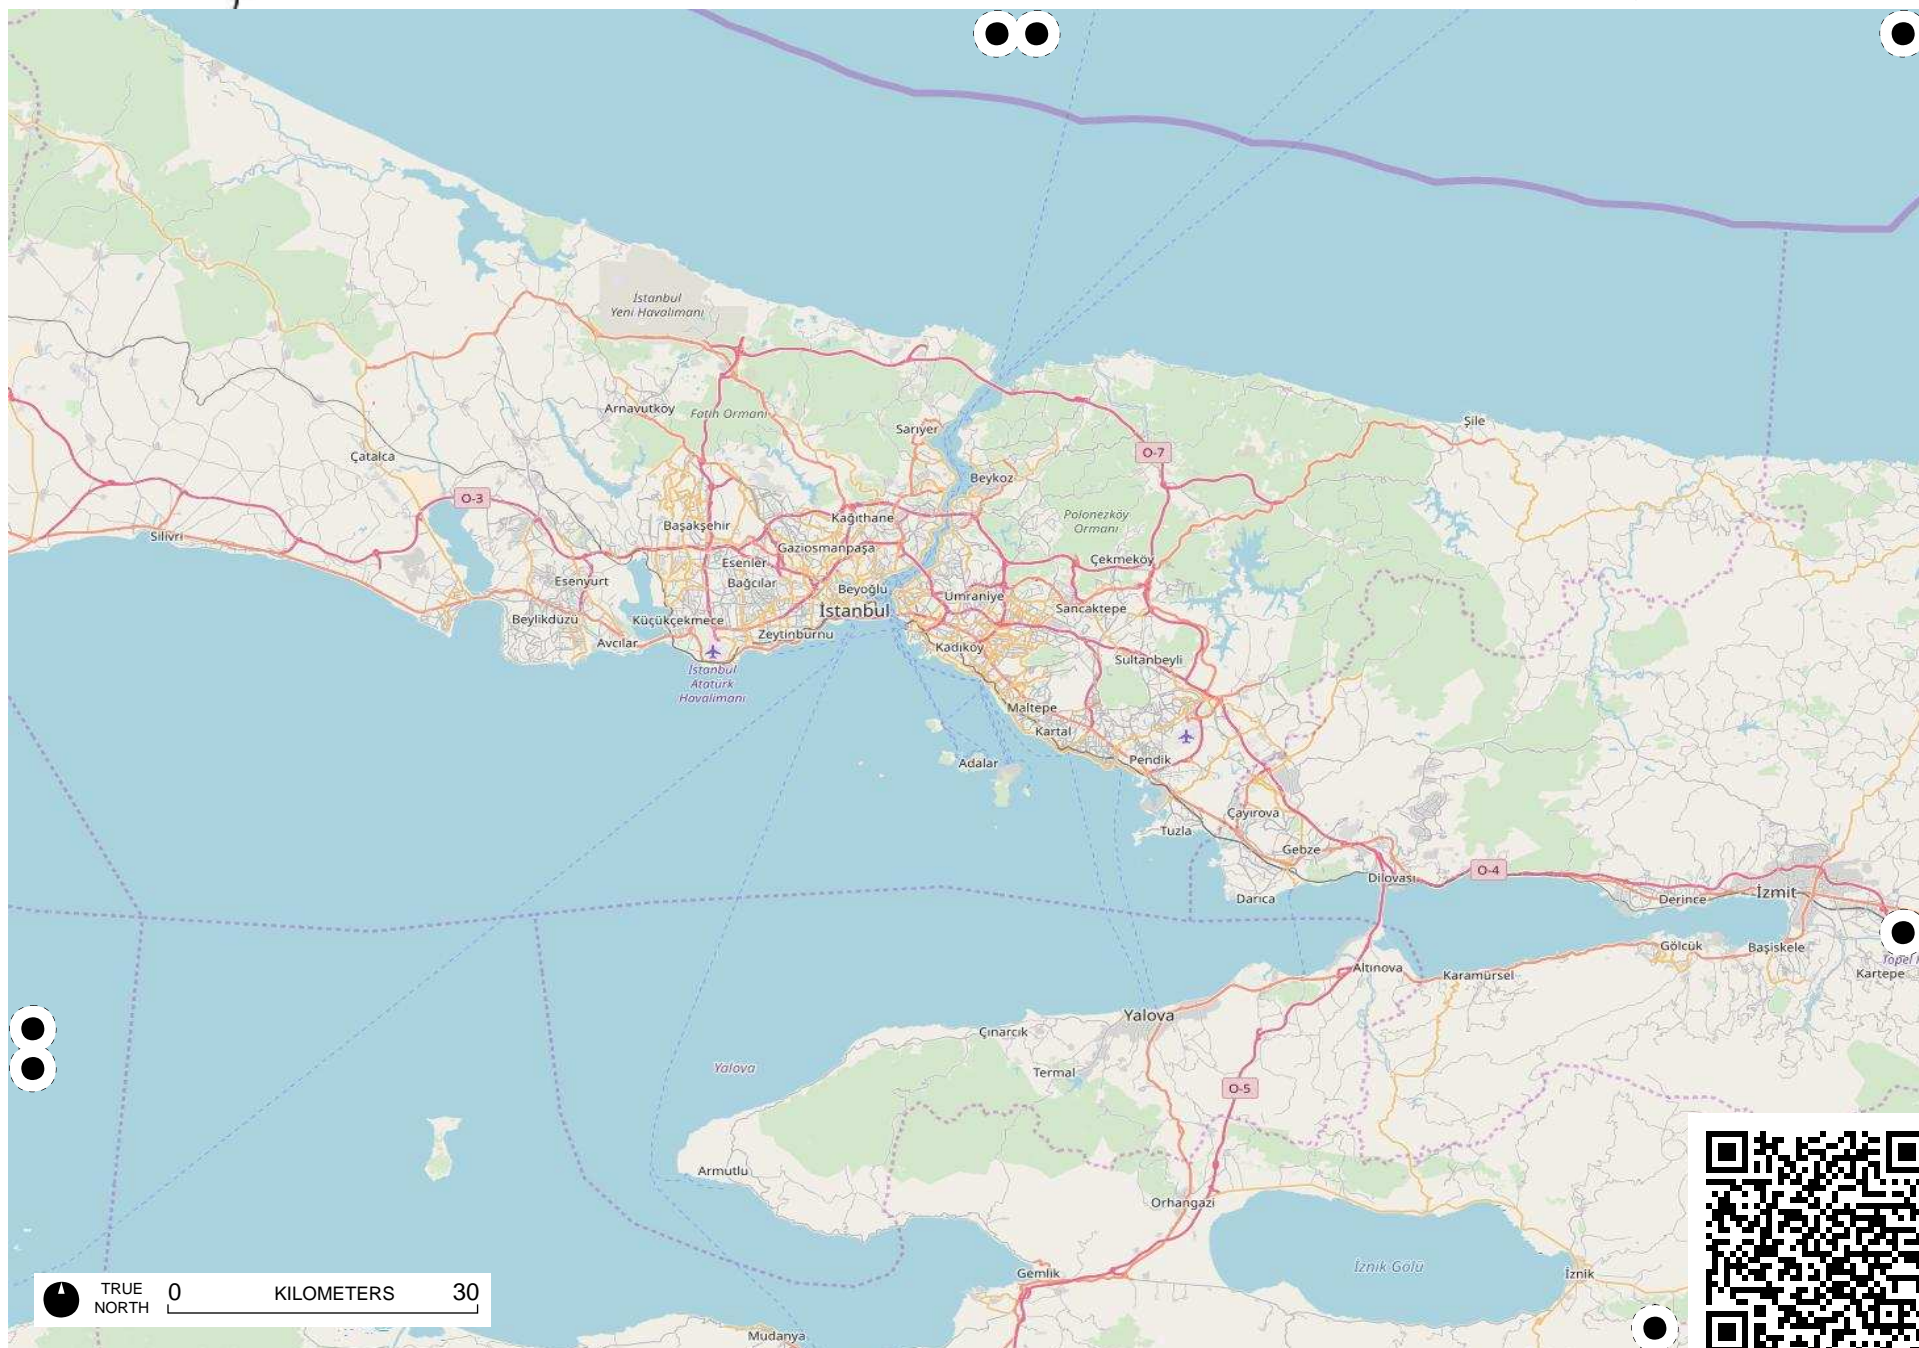 İstanbul
Yeni Havalimanı
Arnavutköy
Fatih Ormanı
Sarıyer
Şile
Çatalca
O-7
Beykoz
O-3
Polonezköy
Ormanı
Kağıthane
Başakşehir
Silivri
Gaziosmanpaşa
Çekmeköy
Esenler
Esenyurt
Bağcılar
Beyoğlu
Ümraniye
İstanbul
Sancaktepe
Beylikdüzü
Küçükçekmece
Zeytinburnu
Avcılar
Kadıköy
Sultanbeyli
İstanbul
Atatürk
Havalimanı
Maltepe
Kartal
Pendik
Adalar
Çayırova
Tuzla
Gebze
O-4
Dilovası
İzmit
Darıca
Derince
Gölcük
Başiskele
Altınova
Karamürsel
Kartepe
Yalova
Çınarcık
Yalova
Termal
O-5
Armutlu
Orhangazi
İznik Gölü
Gemlik
İznik
TRUE
NORTH
0 KILOMETERS 30
Mudanya